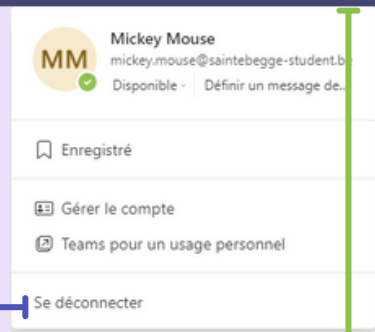 MM
Mickey Mouse
mickey.mouse@saintebegge-student.be
Disponible - Définir un message de...
Enregistré
Gérer le compte
Teams pour un usage personnel
Se déconnecter